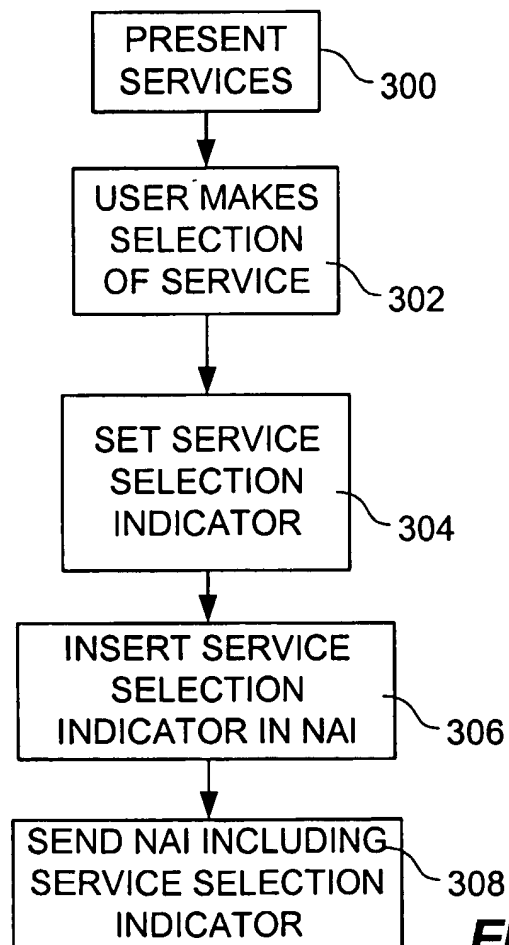 PRESENT
SERVICES
300
USER MAKES
SELECTION
OF SERVICE
302
SET SERVICE
SELECTION
INDICATOR
304
INSERT SERVICE
SELECTION
INDICATOR IN NAI
306
SEND NAI INCLUDING
SERVICE SELECTION
INDICATOR
308